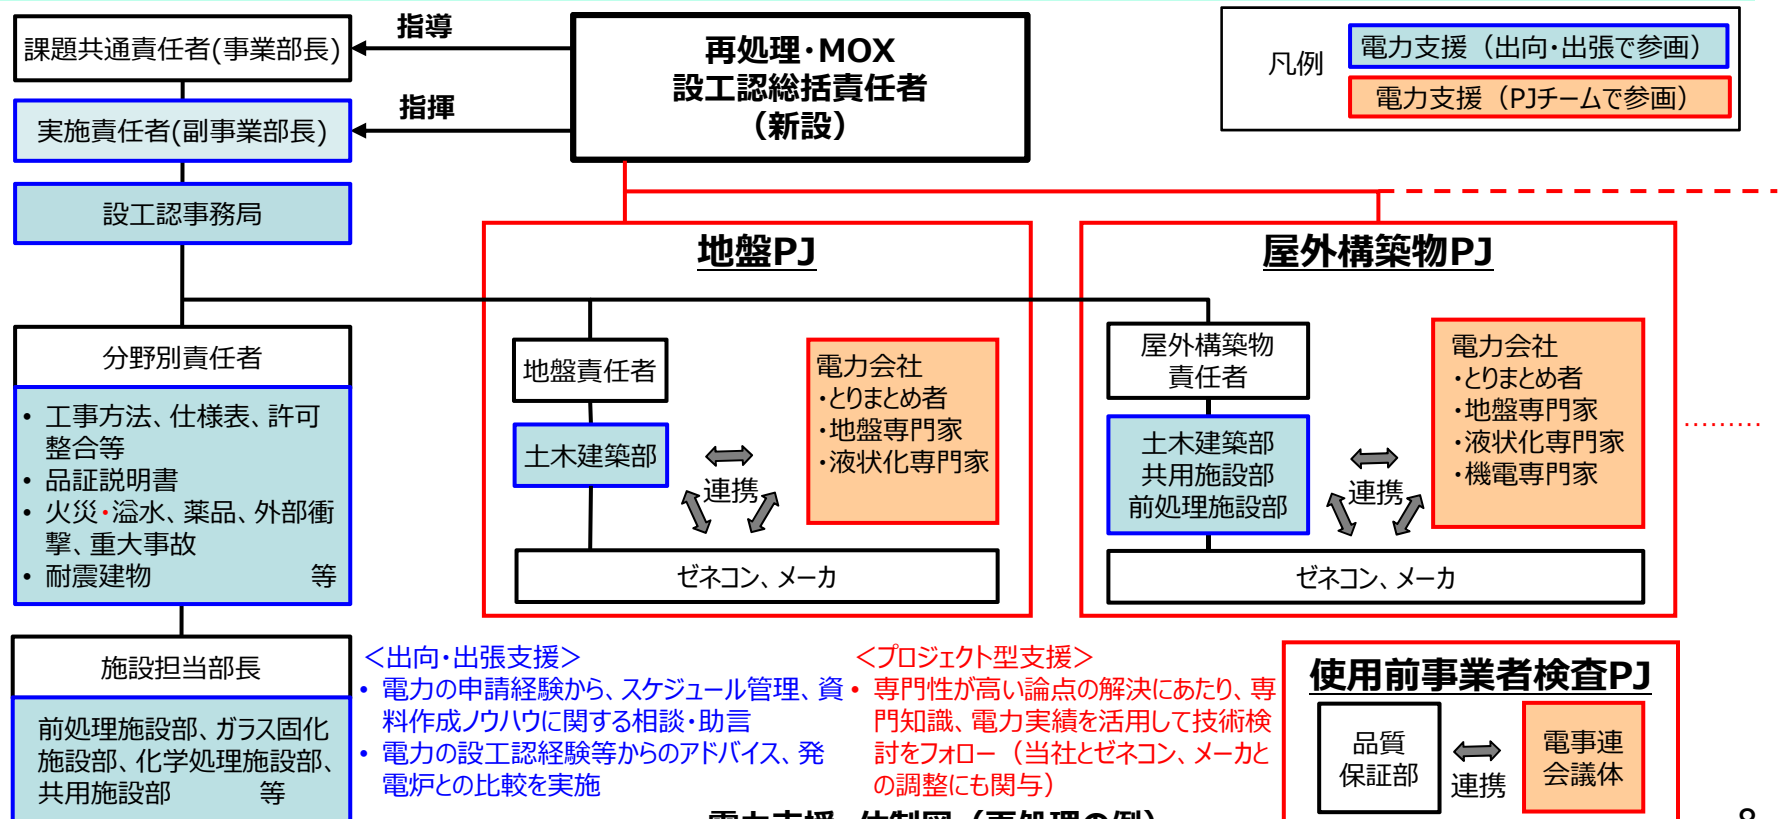 課題共通責任者(事業部長)
指導
実施責任者(副事業部長)
指揮
設工認事務局
再処理・MOX
設工認総括責任者
（新設）
凡例
電力支援（出向・出張で参画）
電力支援（PJチームで参画）
分野別責任者
• 工事方法、仕様表、許可
整合等
• 品証説明書
• 火災・溢水、薬品、外部衝
撃、重大事故
• 耐震建物 等
施設担当部長
前処理施設部、ガラス固化
施設部、化学処理施設部、
共用施設部 等
地盤PJ
地盤責任者
土木建築部
電力会社
・とりまとめ者
・地盤専門家
・液状化専門家
連携
ゼネコン、メーカ
屋外構築物PJ
屋外構築物
責任者
土木建築部
共用施設部
前処理施設部
電力会社
・とりまとめ者
・地盤専門家
・液状化専門家
・機電専門家
連携
ゼネコン、メーカ
………
＜出向・出張支援＞
• 電力の申請経験から、スケジュール管理、資
料作成ノウハウに関する相談・助言
• 電力の設工認経験等からのアドバイス、発
電炉との比較を実施
＜プロジェクト型支援＞
• 専門性が高い論点の解決にあたり、専
門知識、電力実績を活用して技術検
討をフォロー（当社とゼネコン、メーカと
の調整にも関与）
使用前事業者検査PJ
品質
保証部
連携
電事連
会議体
電力支援 体制図（再処理の例）